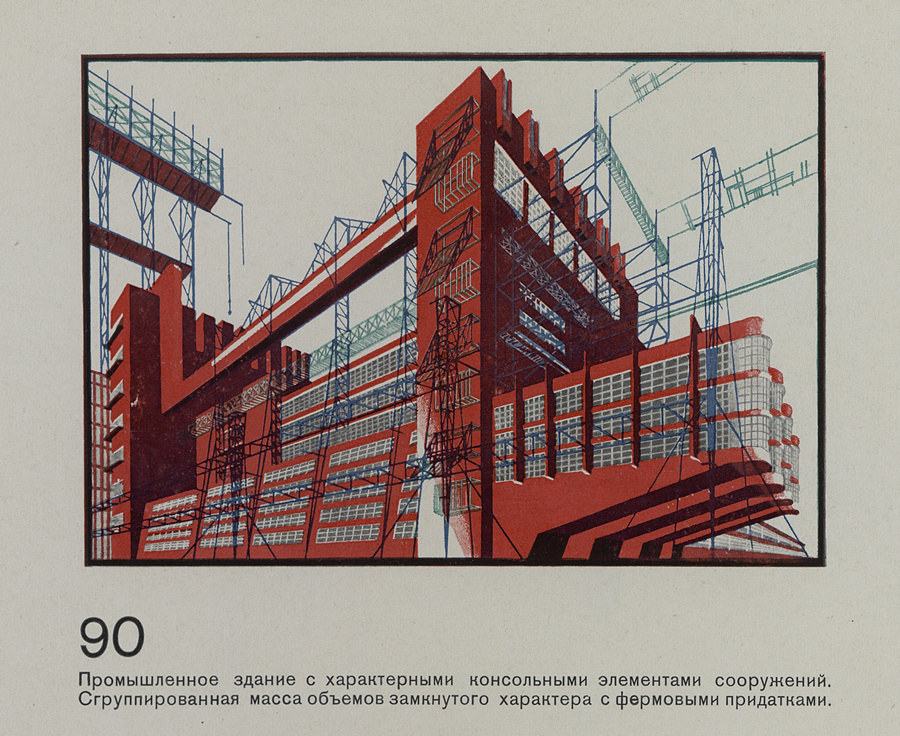 90
Промышленное здание с характерными консольными элементами сооружений.
Сгруппированная масса объемов замкнутого характера с фермовыми придатками.